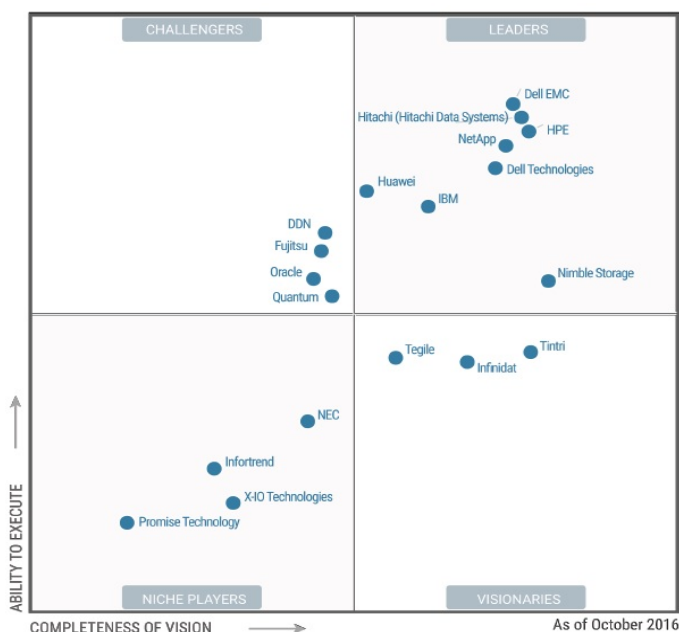 CHALLENGERS
LEADERS
Dell EMC
Hitachi (Hitachi Data Systems)
HPE
NetApp
Dell Technologies
Huawei
IBM
DDN
Fujitsu
Oracle
Quantum
Nimble Storage
Tegile
Tintri
Infinidat
NEC
Infortrend
X-IO Technologies
Promise Technology
NICHE PLAYERS
VISIONARIES
ABILITY TO EXECUTE
COMPLETENESS OF VISION
As of October 2016